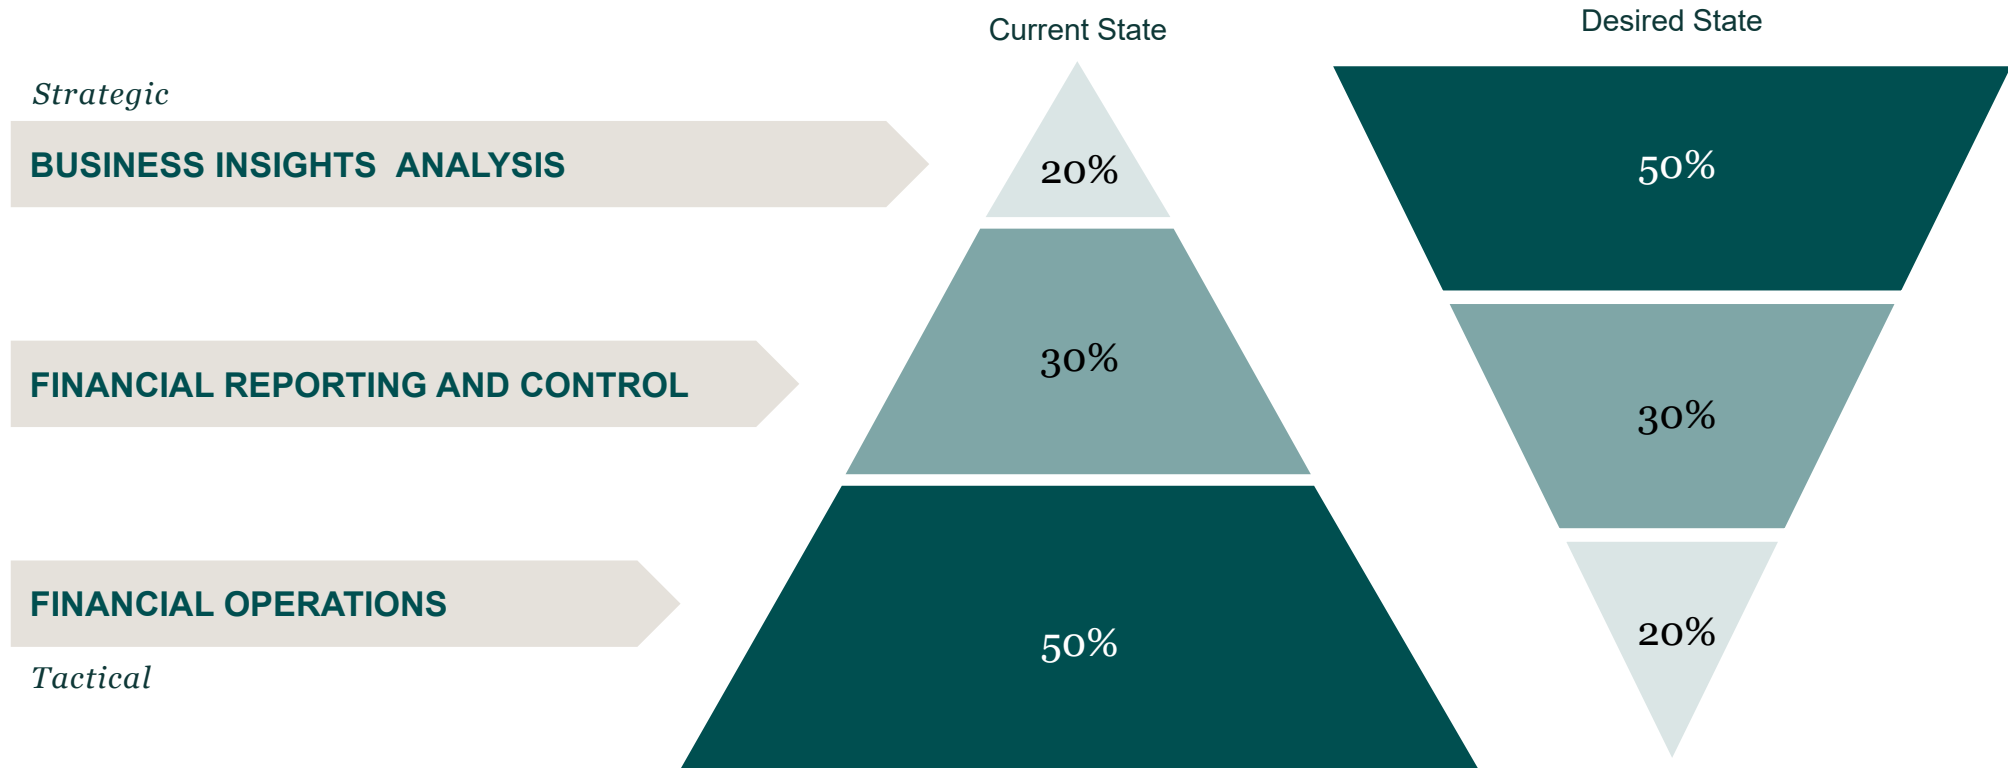 Current State
Desired State
Strategic
BUSINESS INSIGHTS  ANALYSIS
20%
50%
FINANCIAL REPORTING AND CONTROL
30%
30%
FINANCIAL OPERATIONS
50%
20%
Tactical